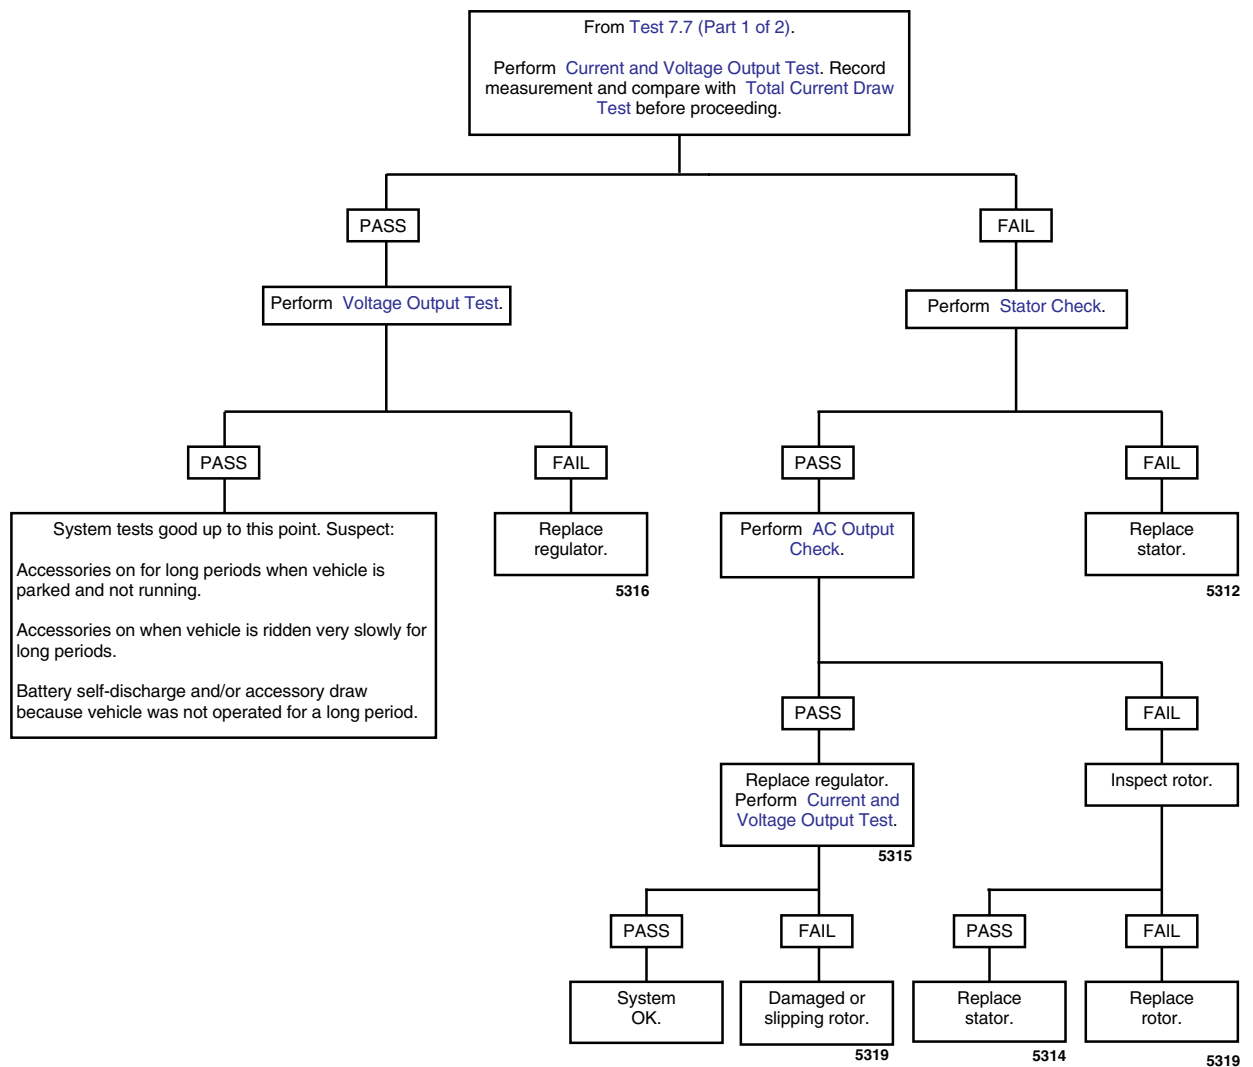 From Test 7.7 (Part 1 of 2).
Perform Current and Voltage Output Test. Record
measurement and compare with Total Current Draw
Test before proceeding.
PASS
FAIL
Perform Voltage Output Test.
Perform Stator Check.
PASS
FAIL
PASS
FAIL
System tests good up to this point. Suspect:
Accessories on for long periods when vehicle is
parked and not running.
Accessories on when vehicle is ridden very slowly for
long periods.
Battery self-discharge and/or accessory draw
because vehicle was not operated for a long period.
Replace
regulator.
5316
Perform AC Output
Check.
Replace
stator.
5312
PASS
FAIL
Replace regulator.
Perform Current and
Voltage Output Test.
5315
Inspect rotor.
PASS
FAIL
PASS
FAIL
System
OK.
Damaged or
slipping rotor.
5319
Replace
stator.
5314
Replace
rotor.
5319